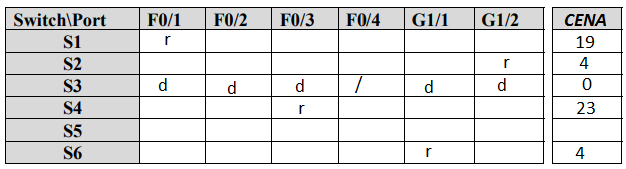 Switch\Port F0/1 F0/2 F0/3 F0/4 G1/1 G1/2 CENA
S1 r 19
S2 r 4
S3 d d d / d d 0
S4 r 23
S5
S6 r 4